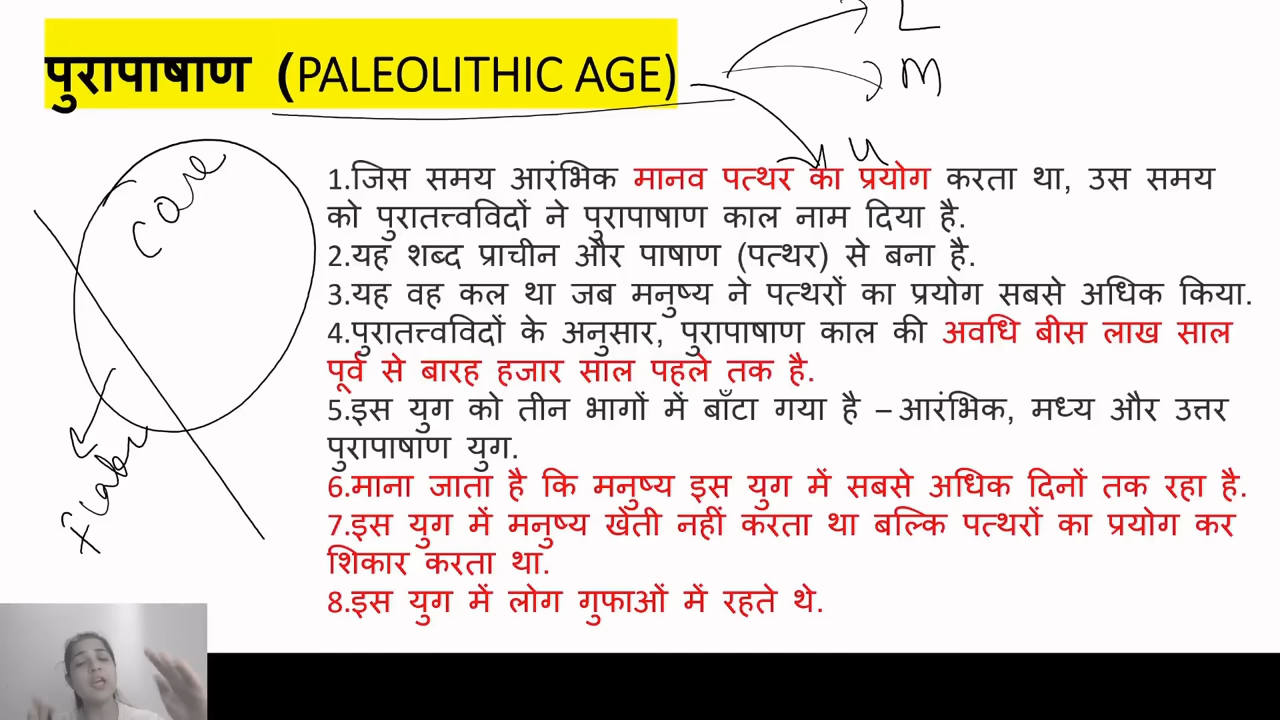 पुरापाषाण (PALEOLITHIC AGE)
L
m
u
Core
Flake
1.जिस समय आरंभिक मानव पत्थर का प्रयोग करता था, उस समय
को पुरातत्त्वविदों ने पुरापाषाण काल नाम दिया है.
2.यह शब्द प्राचीन और पाषाण (पत्थर) से बना है.
3.यह वह कल था जब मनुष्य ने पत्थरों का प्रयोग सबसे अधिक किया.
4.पुरातत्त्वविदों के अनुसार, पुरापाषाण काल की अवधि बीस लाख साल
पूर्व से बारह हजार साल पहले तक है.
5.इस युग को तीन भागों में बाँटा गया है – आरंभिक, मध्य और उत्तर
पुरापाषाण युग.
6.माना जाता है कि मनुष्य इस युग में सबसे अधिक दिनों तक रहा है.
7.इस युग में मनुष्य खेती नहीं करता था बल्कि पत्थरों का प्रयोग कर
शिकार करता था.
8.इस युग में लोग गुफाओं में रहते थे.